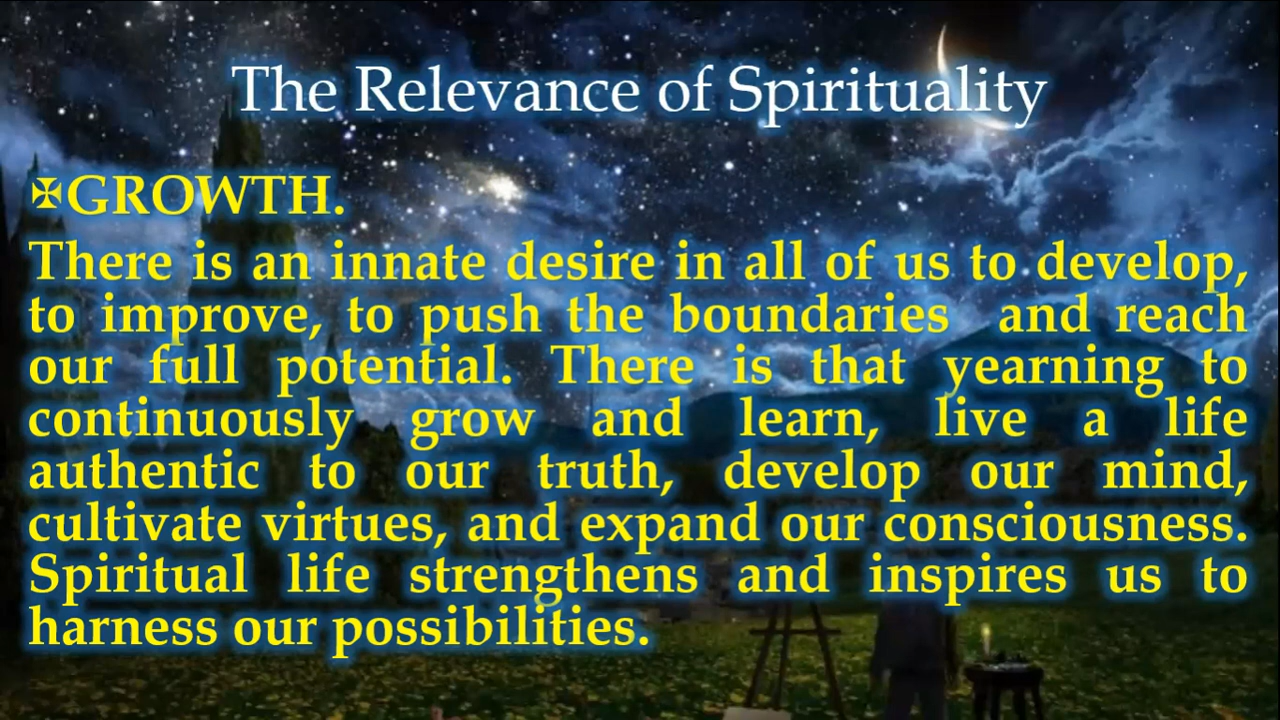 The Relevance of Spirituality
✠GROWTH.
There is an innate desire in all of us to develop,
to improve, to push the boundaries and reach
our full potential. There is that yearning to
continuously grow and learn, live a life
authentic to our truth, develop our mind,
cultivate virtues, and expand our consciousness.
Spiritual life strengthens and inspires us to
harness our possibilities.